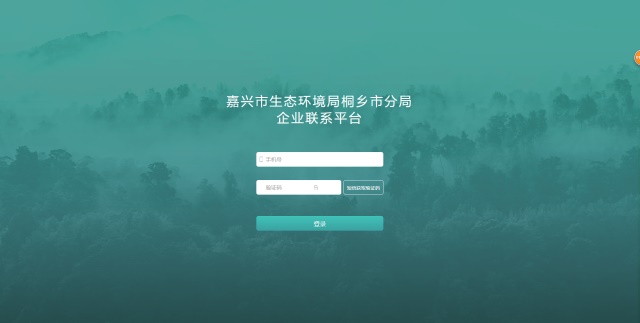 嘉兴市生态环境局桐乡市分局
企业联系平台
手机号
验证码
短信获取验证码
登录